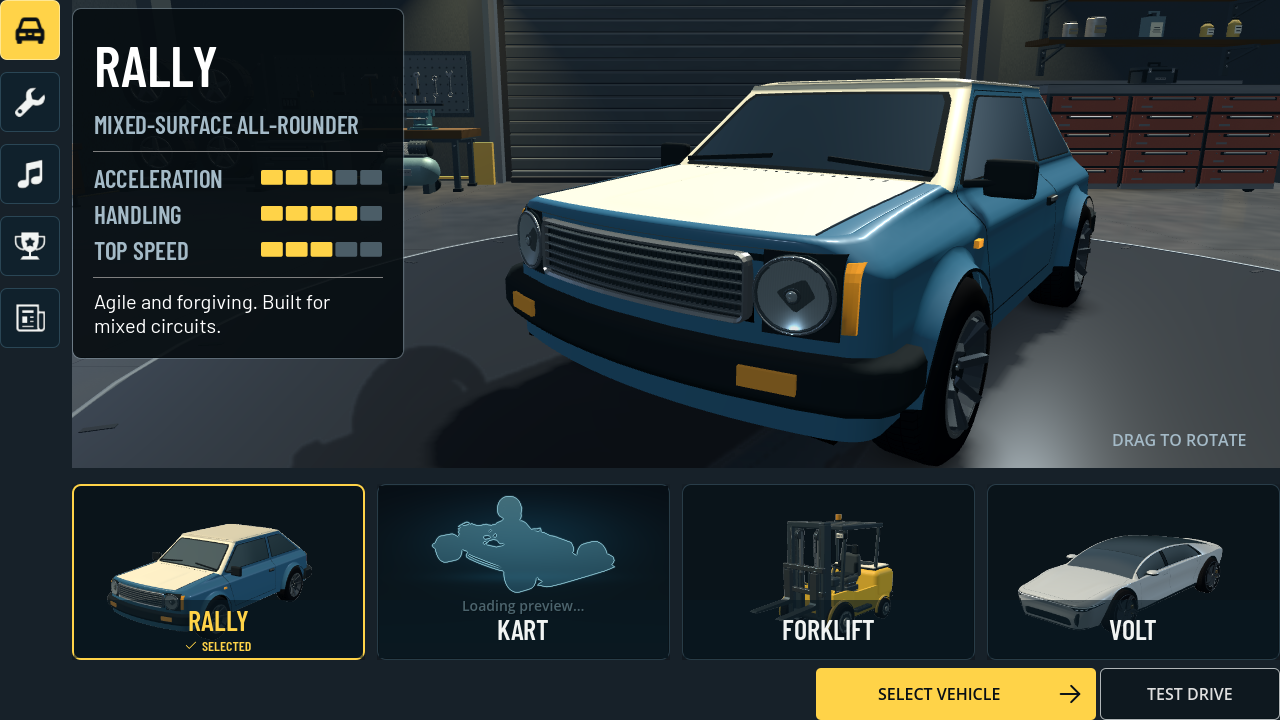 RALLY
MIXED-SURFACE ALL-ROUNDER
ACCELERATION
HANDLING
TOP SPEED
Agile and forgiving. Built for
mixed circuits.
DRAG TO ROTATE
RALLY
SELECTED
Loading preview...
KART
FORKLIFT
VOLT
SELECT VEHICLE
TEST DRIVE